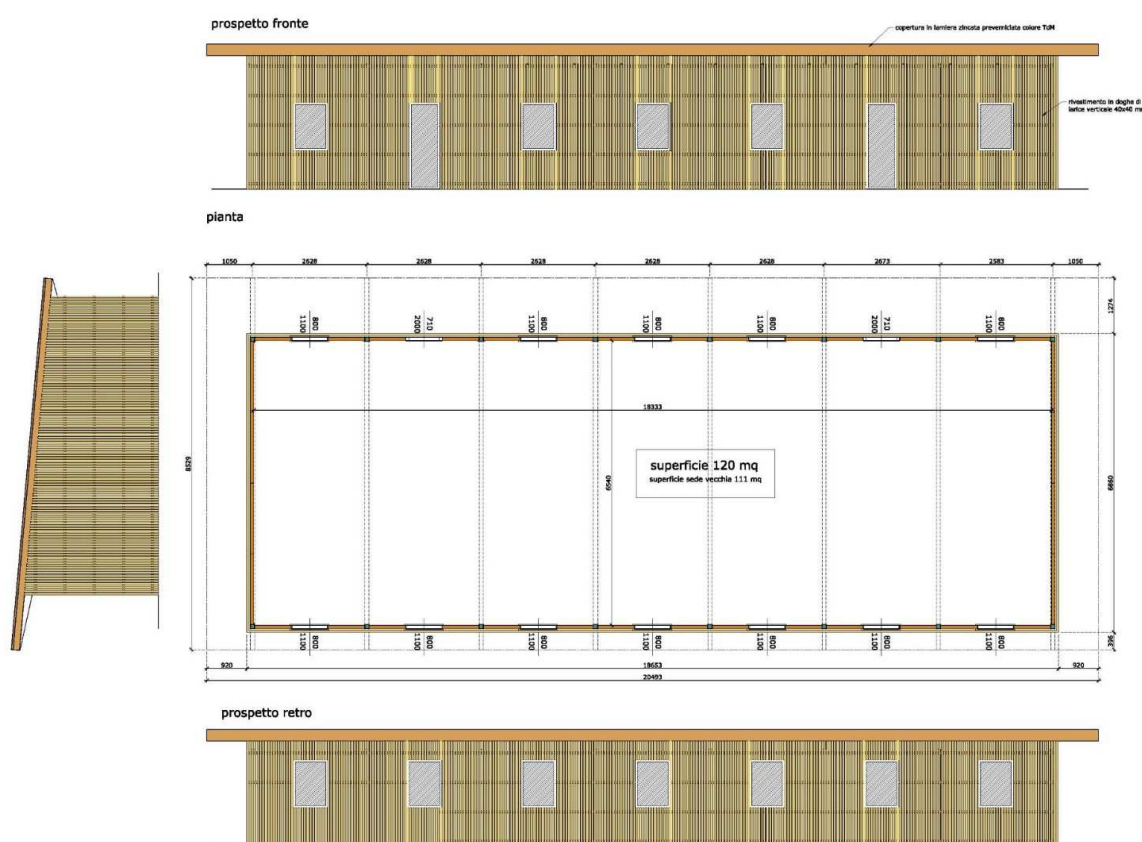 prospetto fronte
copertura in lamiera zincata preverniciata colore TdM
rivestimento in doghe di
larice verticale 40x40 mm
pianta
1050 2628 2628 2628 2628 2628 2673 2583 1050
1274
800 710 800 800 800 710 800
1100 2000 1100 1100 1100 2000 1100
18333
8529
6540
superficie 120 mq
superficie sede vecchia 111 mq
6860
1100 800 1100 800 1100 800 1100 800 1100 800 1100 800 1100 800
396
920 18653 920
20493
prospetto retro